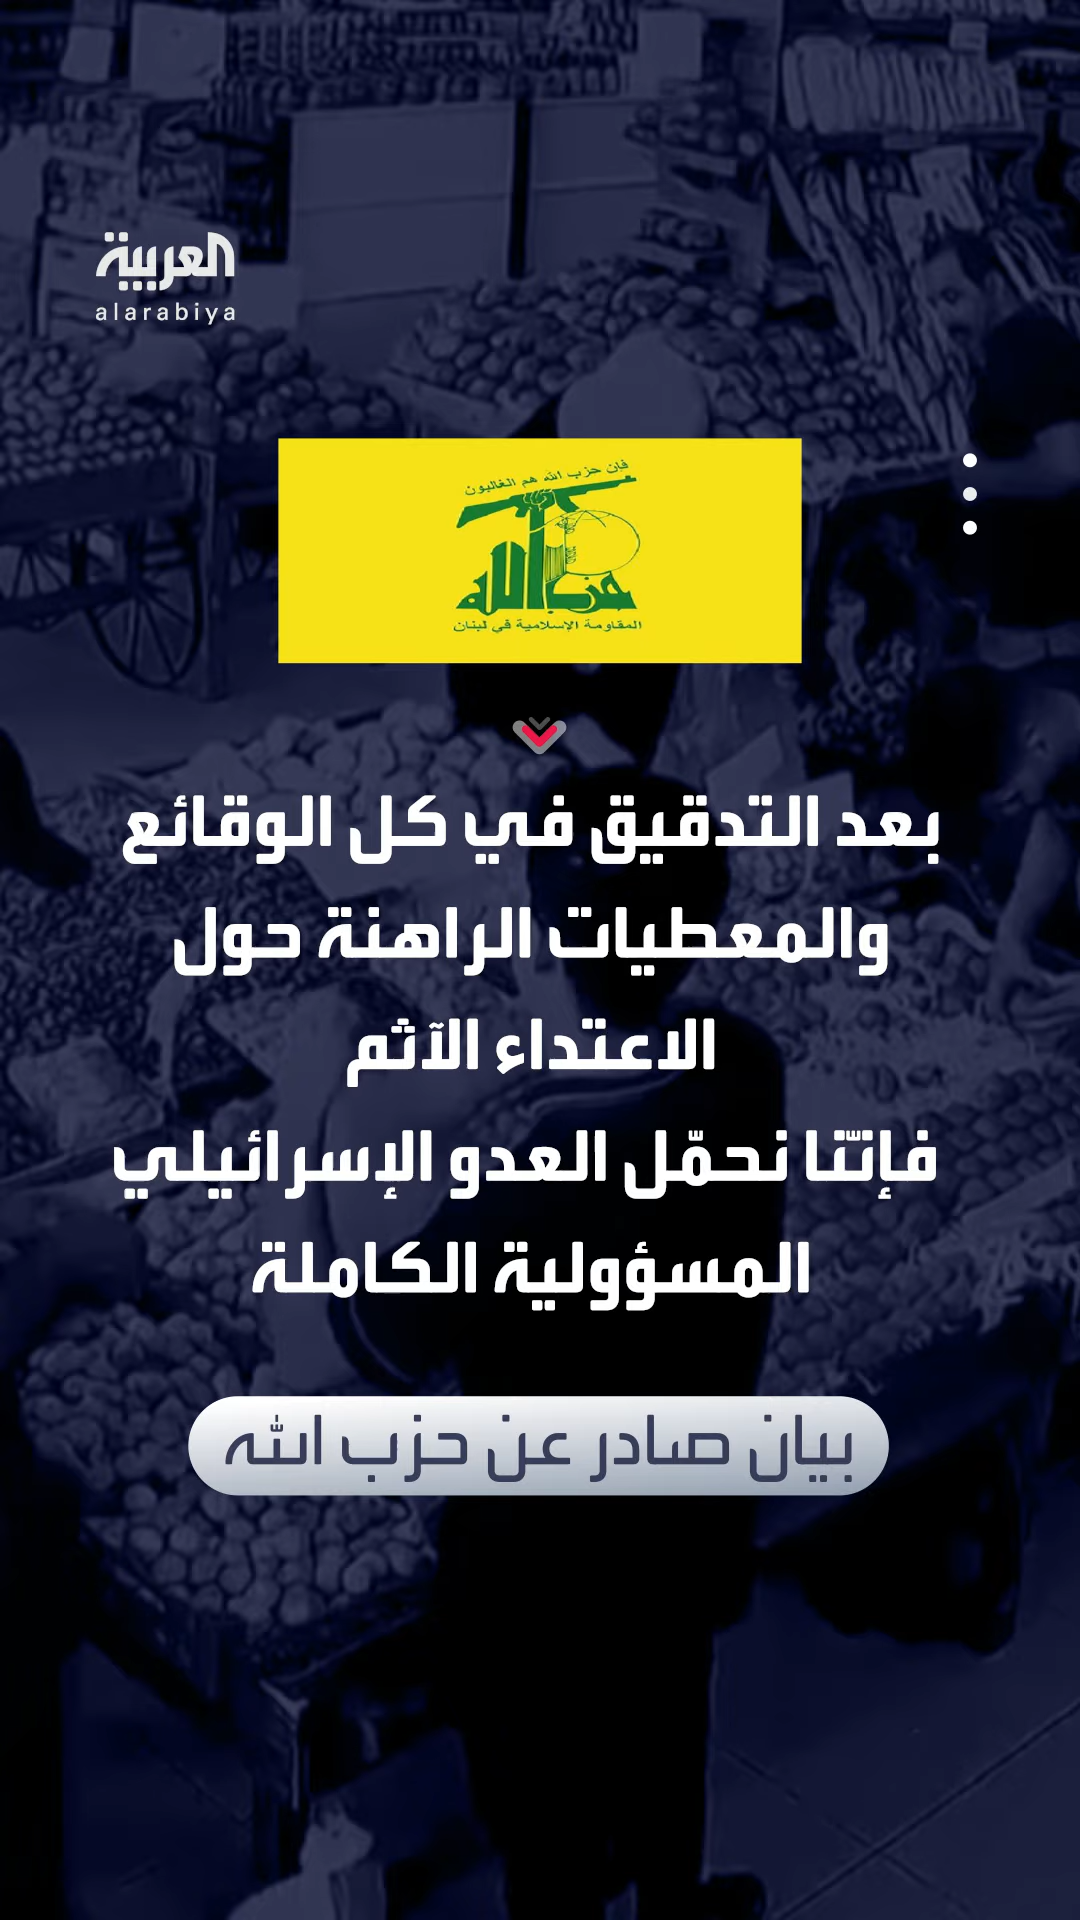 العربية
alarabiya
فإن حزب الله هم الغالبون
حزب الله
المقاومة الإسلامية في لبنان
بعد التدقيق في كل الوقائع
والمعطيات الراهنة حول
الاعتداء الآثم
فإنّنا نحمّل العدو الإسرائيلي
المسؤولية الكاملة
بيان صادر عن حزب الله